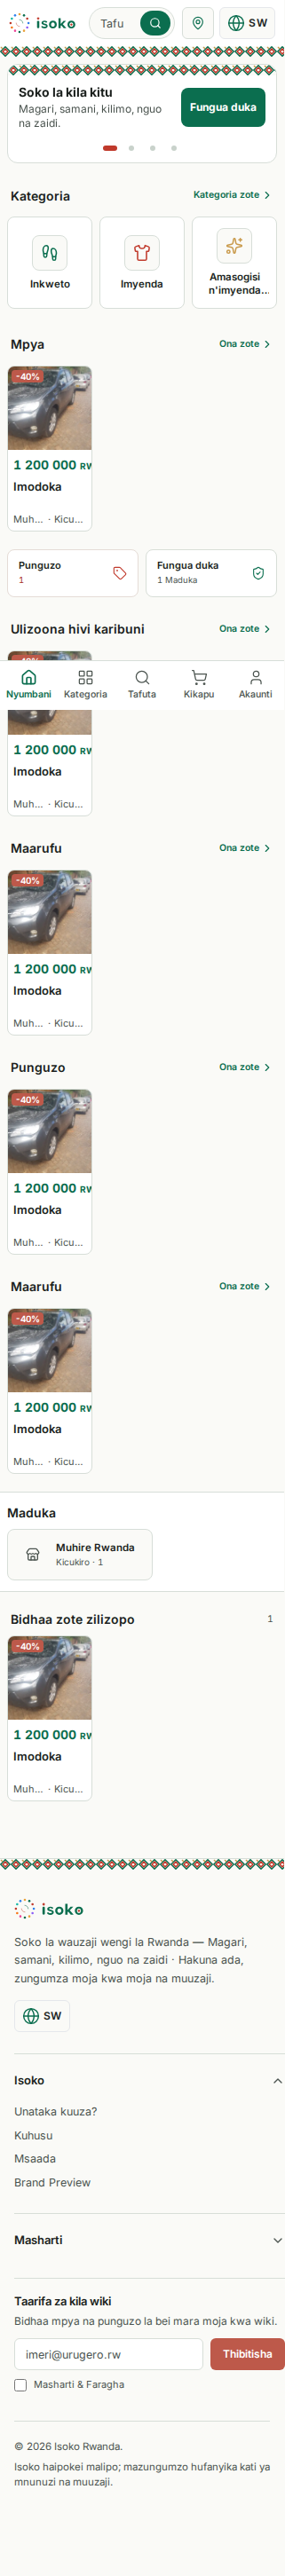 isoko
Tafu
SW
Soko la kila kitu
Magari, samani, kilimo, nguo
na zaidi.
Fungua duka
Kategoria
Kategoria zote
Inkweto
Imyenda
Amasogisi
n'imyenda...
Mpya
Ona zote
-40%
1 200 000 RW
Imodoka
Muh... · Kicu...
Punguzo
1
Fungua duka
1 Maduka
Ulizoona hivi karibuni
Ona zote
Nyumbani
Kategoria
Tafuta
Kikapu
Akaunti
1 200 000 RW
Imodoka
Muh... · Kicu...
Maarufu
Ona zote
-40%
1 200 000 RW
Imodoka
Muh... · Kicu...
Punguzo
Ona zote
-40%
1 200 000 RW
Imodoka
Muh... · Kicu...
Maarufu
Ona zote
-40%
1 200 000 RW
Imodoka
Muh... · Kicu...
Maduka
Muhire Rwanda
Kicukiro · 1
Bidhaa zote zilizopo
1
-40%
1 200 000 RW
Imodoka
Muh... · Kicu...
isoko
Soko la wauzaji wengi la Rwanda — Magari,
samani, kilimo, nguo na zaidi · Hakuna ada,
zungumza moja kwa moja na muuzaji.
SW
Isoko
Unataka kuuza?
Kuhusu
Msaada
Brand Preview
Masharti
Taarifa za kila wiki
Bidhaa mpya na punguzo la bei mara moja kwa wiki.
imeri@urugero.rw
Thibitisha
Masharti & Faragha
© 2026 Isoko Rwanda.
Isoko haipokei malipo; mazungumzo hufanyika kati ya
mnunuzi na muuzaji.